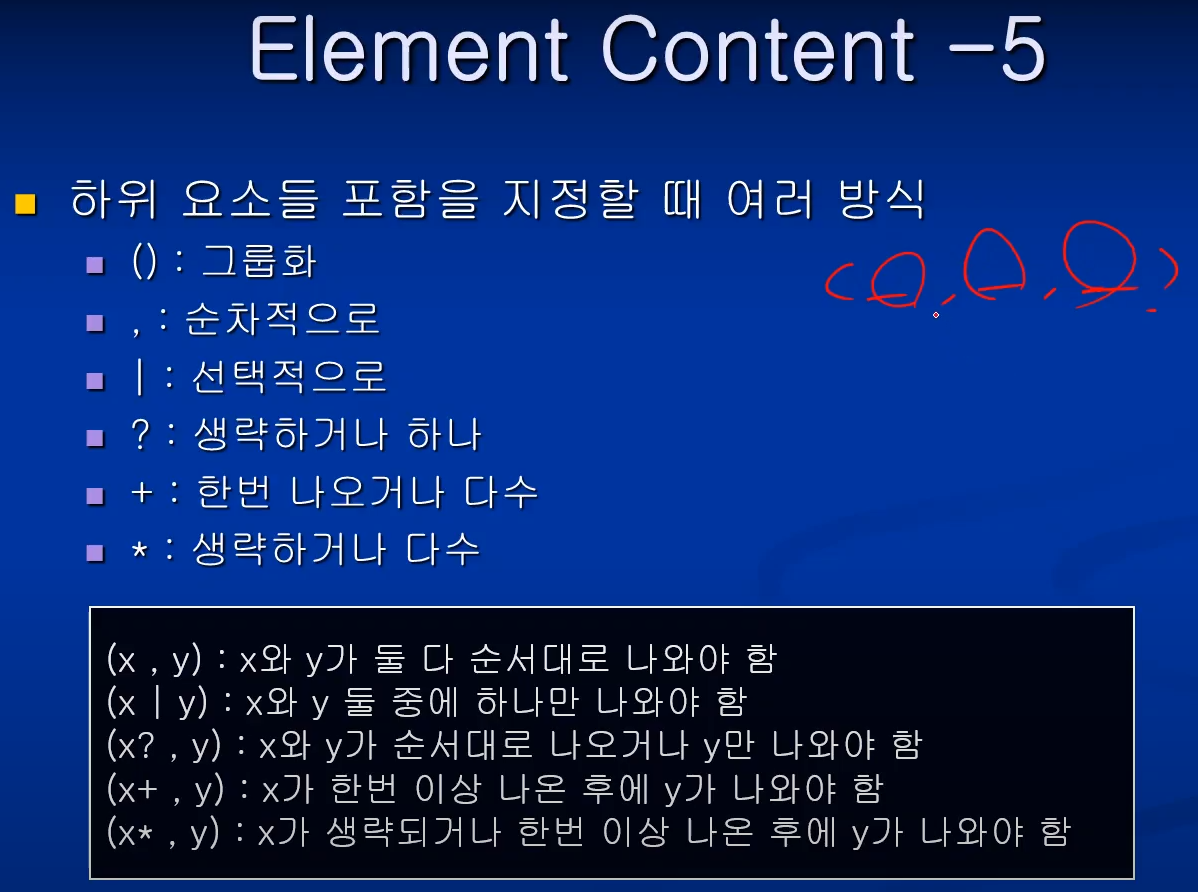 Element Content -5
하위 요소들 포함을 지정할 때 여러 방식
() : 그룹화
, : 순차적으로
| : 선택적으로
? : 생략하거나 하나
+ : 한번 나오거나 다수
* : 생략하거나 다수
(x , y) : x와 y가 둘 다 순서대로 나와야 함
(x | y) : x와 y 둘 중에 하나만 나와야 함
(x? , y) : x와 y가 순서대로 나오거나 y만 나와야 함
(x+ , y) : x가 한번 이상 나온 후에 y가 나와야 함
(x* , y) : x가 생략되거나 한번 이상 나온 후에 y가 나와야 함